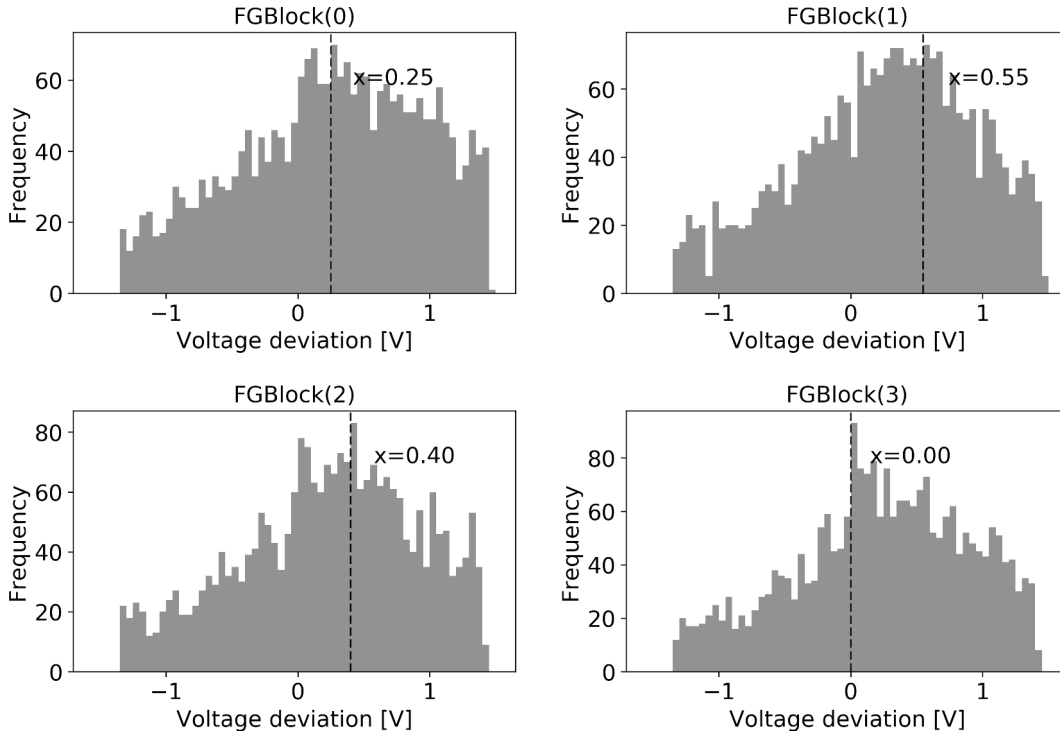 FGBlock(0)
60
40
20
0
Frequency
x=0.25
−1 0 1
Voltage deviation [V]
FGBlock(1)
60
40
20
0
Frequency
x=0.55
−1 0 1
Voltage deviation [V]
FGBlock(2)
80
60
40
20
0
Frequency
x=0.40
−1 0 1
Voltage deviation [V]
FGBlock(3)
80
60
40
20
0
Frequency
x=0.00
−1 0 1
Voltage deviation [V]